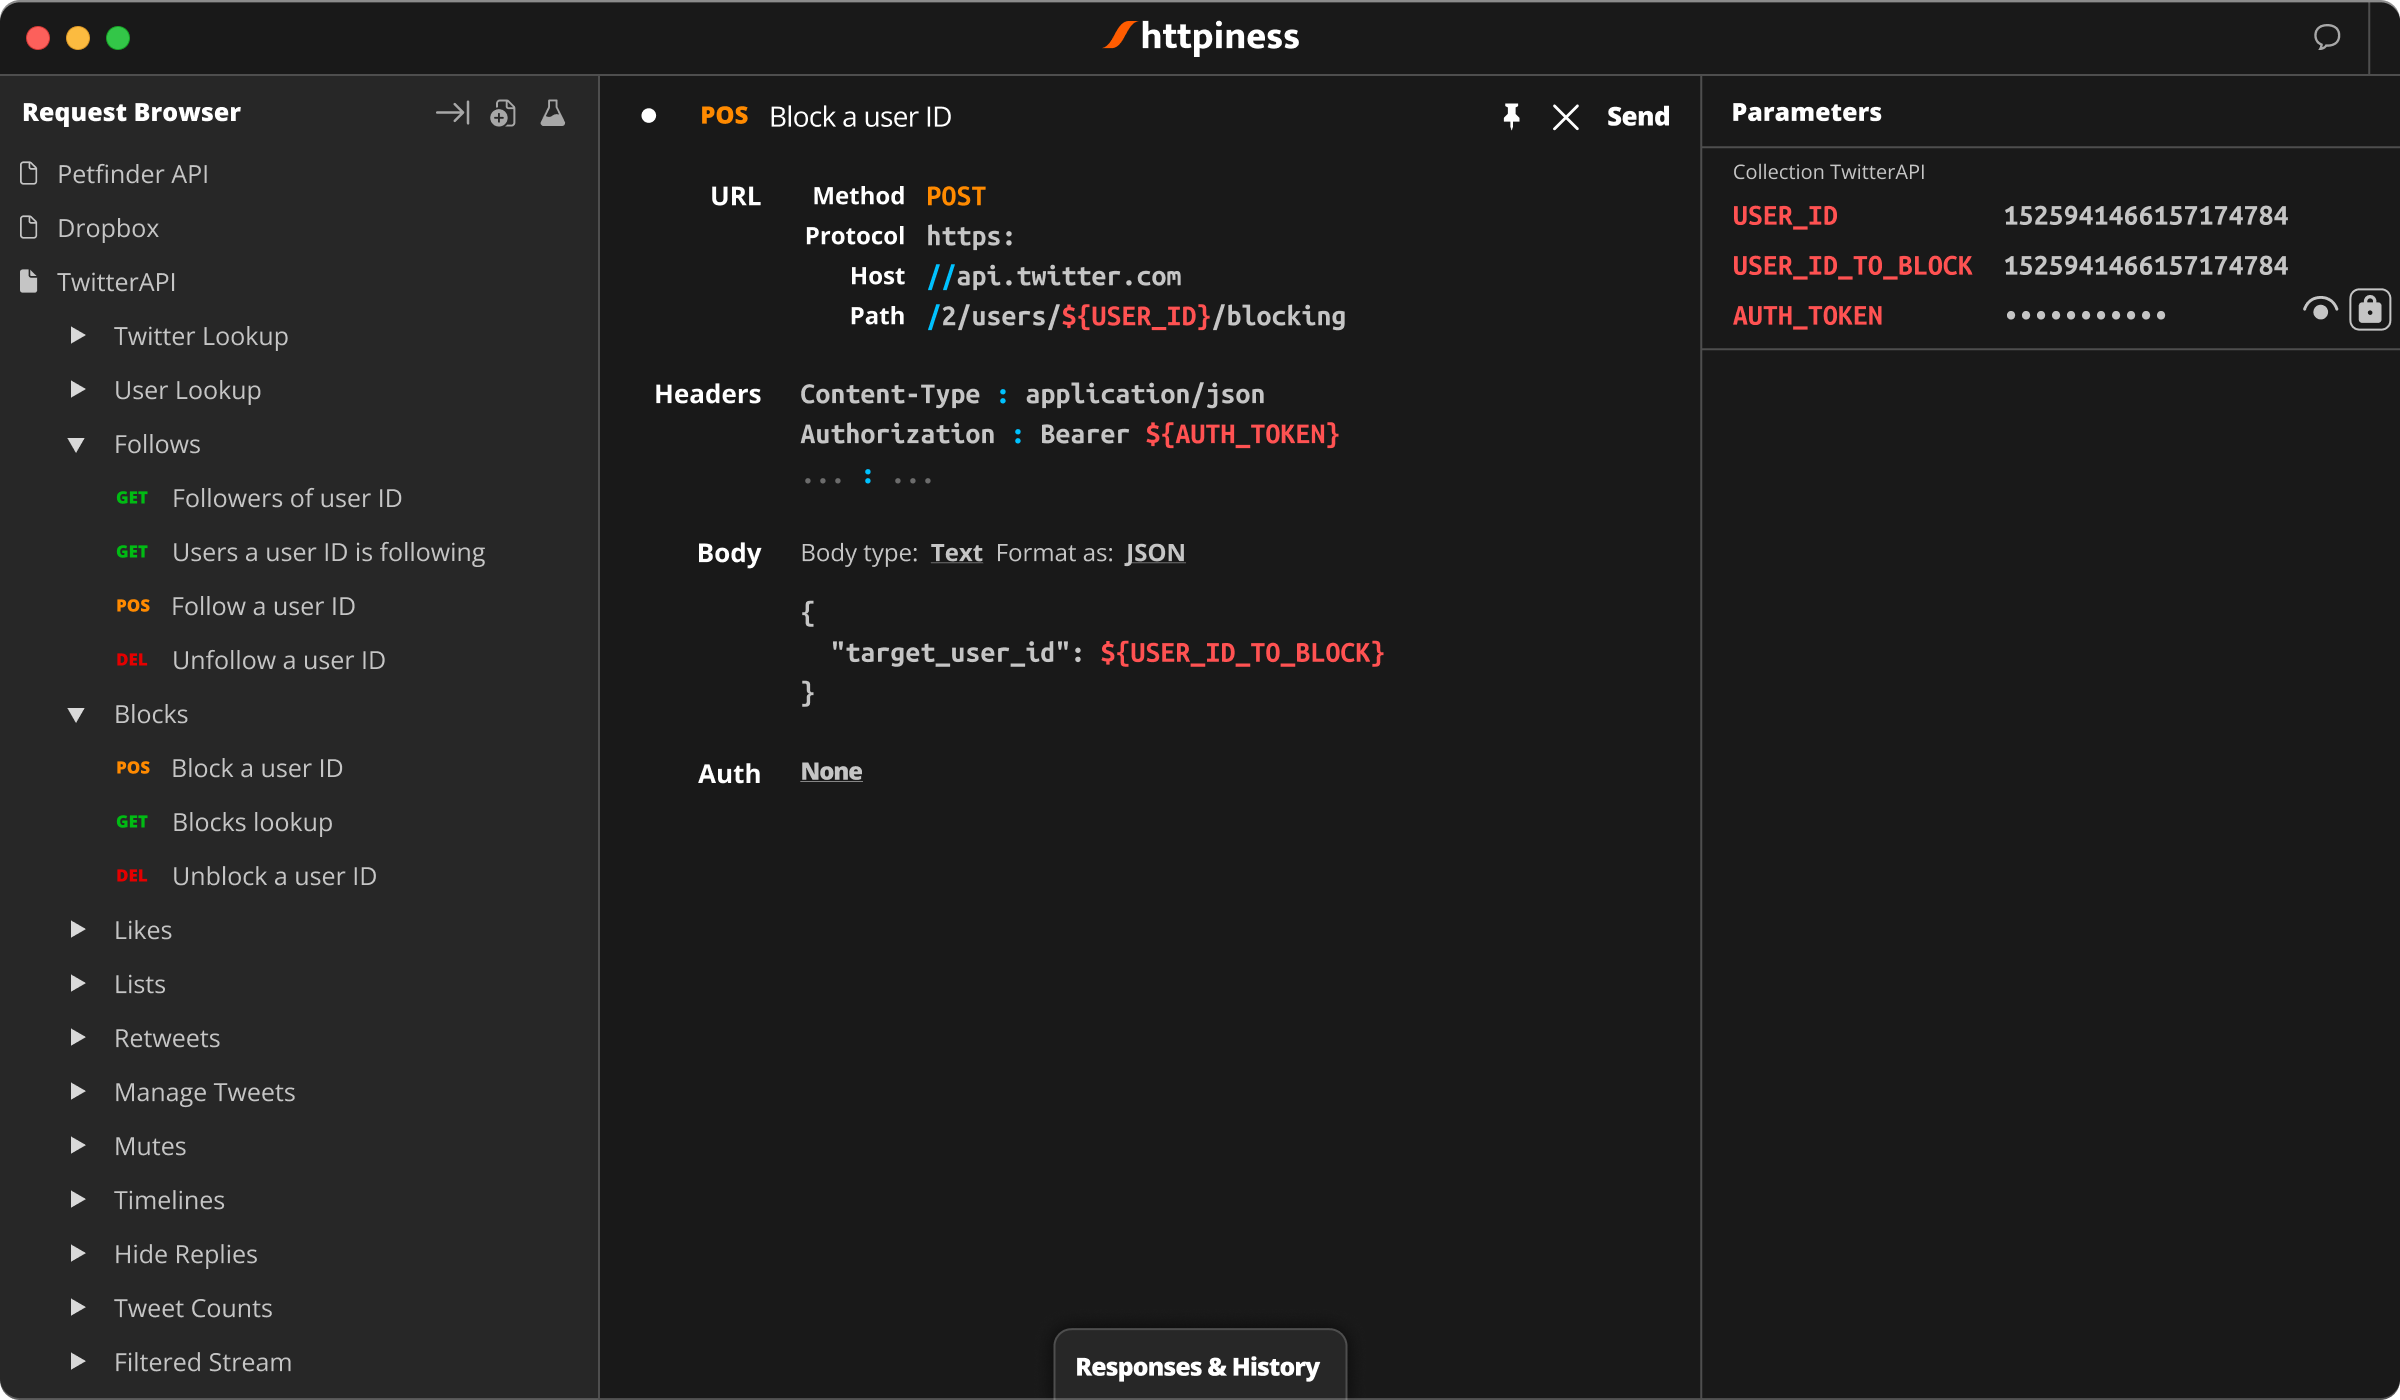 httpiness
Request Browser
Petfinder API
Dropbox
TwitterAPI
Twitter Lookup
User Lookup
Follows
GET Followers of user ID
GET Users a user ID is following
POS Follow a user ID
DEL Unfollow a user ID
Blocks
POS Block a user ID
GET Blocks lookup
DEL Unblock a user ID
Likes
Lists
Retweets
Manage Tweets
Mutes
Timelines
Hide Replies
Tweet Counts
Filtered Stream
POS Block a user ID
Send
URL Method POST
Protocol https:
Host //api.twitter.com
Path /2/users/${USER_ID}/blocking
Headers Content-Type : application/json
Authorization : Bearer ${AUTH_TOKEN}
... : ...
Body Body type: Text Format as: JSON
{
"target_user_id": ${USER_ID_TO_BLOCK}
}
Auth None
Responses & History
Parameters
Collection TwitterAPI
USER_ID 1525941466157174784
USER_ID_TO_BLOCK 1525941466157174784
AUTH_TOKEN •••••••••••